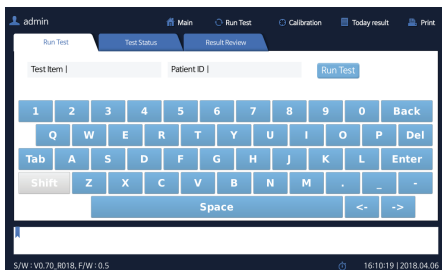 admin Main Run Test Calibration Today result Print
Run Test Test Status Result Review
Test Item | Patient ID | Run Test
1 2 3 4 5 6 7 8 9 0 Back
Q W E R T Y U I O P Del
Tab A S D F G H J K L Enter
Shift Z X C V B N M . _ -
Space <- ->
S/W : V0.70_R018, F/W : 0.5 16:10:19 | 2018.04.06